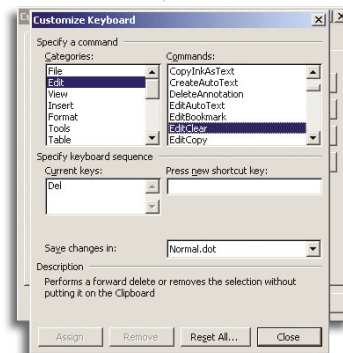 Customize Keyboard
Specify a command
Categories:
Commands:
File
Edit
View
Insert
Format
Tools
Table
CopyInkAsText
CreateAutoText
DeleteAnnotation
EditAutoText
EditBookmark
EditClear
EditCopy
Specify keyboard sequence
Current keys:
Press new shortcut key:
Del
Save changes in:
Normal.dot
Description
Performs a forward delete or removes the selection without
putting it on the Clipboard
Assign
Remove
Reset All...
Close